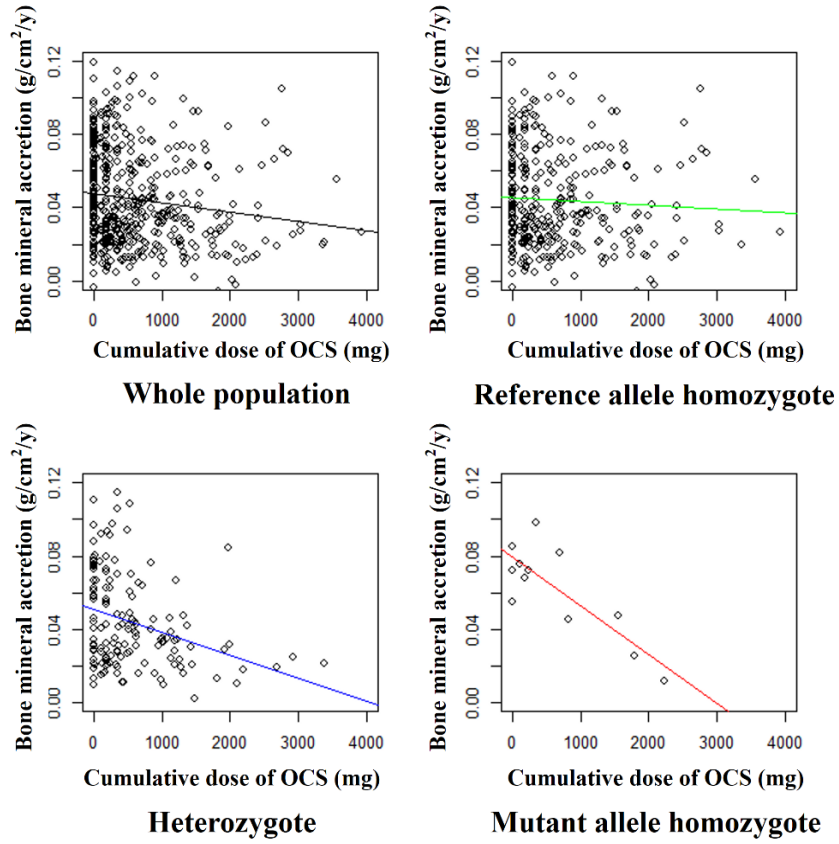 Bone mineral accretion (g/cm²/y)
0.12
0.08
0.04
0.00
0 1000 2000 3000 4000
Cumulative dose of OCS (mg)
Whole population
Bone mineral accretion (g/cm²/y)
0.12
0.08
0.04
0.00
0 1000 2000 3000 4000
Cumulative dose of OCS (mg)
Reference allele homozygote
Bone mineral accretion (g/cm²/y)
0.12
0.08
0.04
0.00
0 1000 2000 3000 4000
Cumulative dose of OCS (mg)
Heterozygote
Bone mineral accretion (g/cm²/y)
0.12
0.08
0.04
0.00
0 1000 2000 3000 4000
Cumulative dose of OCS (mg)
Mutant allele homozygote